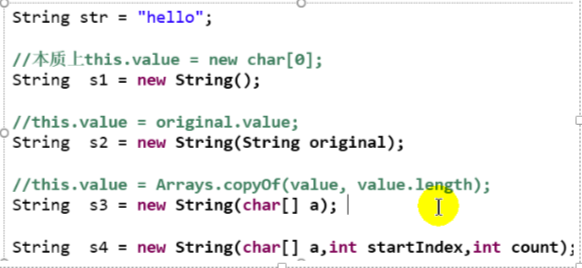 String str = "hello";
//本质上this.value = new char[0];
String  s1 = new String();
//this.value = original.value;
String  s2 = new String(String original);
//this.value = Arrays.copyOf(value, value.length);
String  s3 = new String(char[] a);
String  s4 = new String(char[] a,int startIndex,int count);